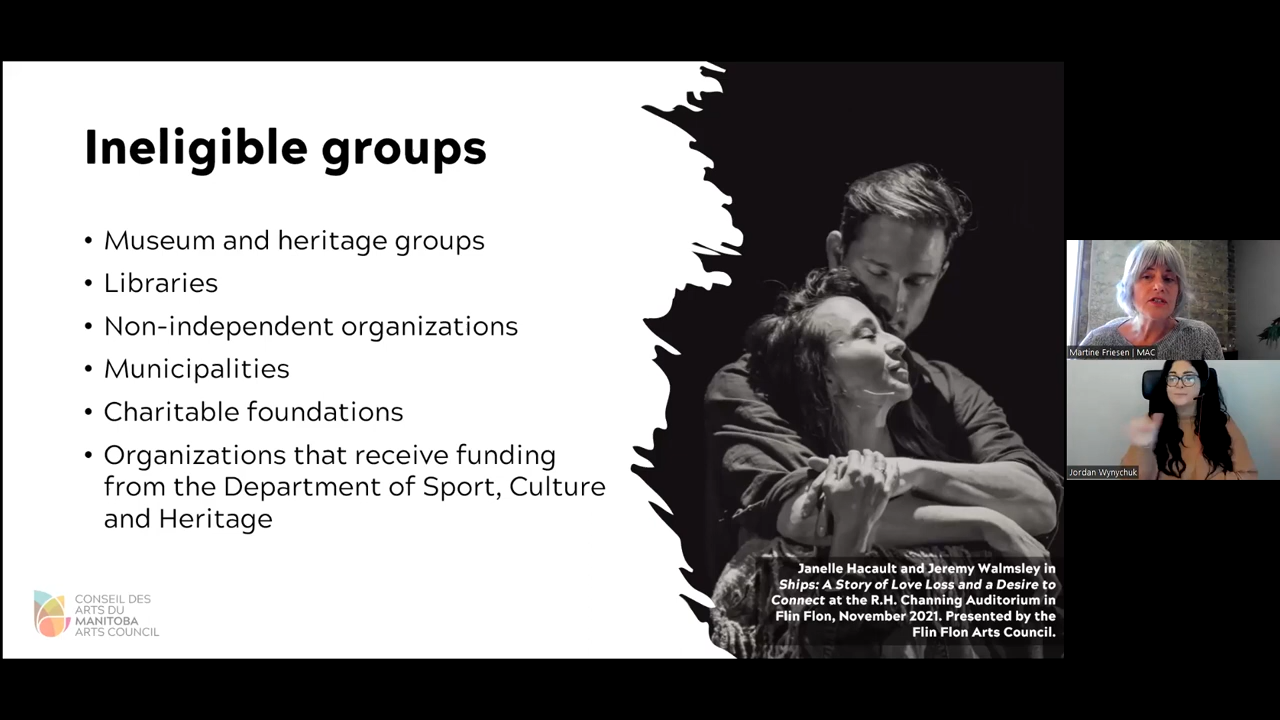 Ineligible groups
• Museum and heritage groups
• Libraries
• Non-independent organizations
• Municipalities
• Charitable foundations
• Organizations that receive funding
from the Department of Sport, Culture
and Heritage
CONSEIL DES
ARTS DU
MANITOBA
ARTS COUNCIL
Janelle Hacault and Jeremy Walmsley in
Ships: A Story of Love Loss and a Desire to
Connect at the R.H. Channing Auditorium in
Flin Flon, November 2021. Presented by the
Flin Flon Arts Council.
Martine Friesen | MAC
Jordan Wynychuk